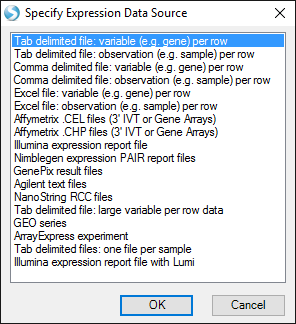 Specify Expression Data Source
Tab delimited file: variable (e.g. gene) per row
Tab delimited file: observation (e.g. sample) per row
Comma delimited file: variable (e.g. gene) per row
Comma delimited file: observation (e.g. sample) per row
Excel file: variable (e.g. gene) per row
Excel file: observation (e.g. sample) per row
Affymetrix .CEL files (3' IVT or Gene Arrays)
Affymetrix .CHP files (3' IVT or Gene Arrays)
Illumina expression report file
Nimblegen expression PAIR report files
GenePix result files
Agilent text files
NanoString RCC files
Tab delimited file: large variable per row data
GEO series
ArrayExpress experiment
Tab delimited files: one file per sample
Illumina expression report file with Lumi
OK
Cancel